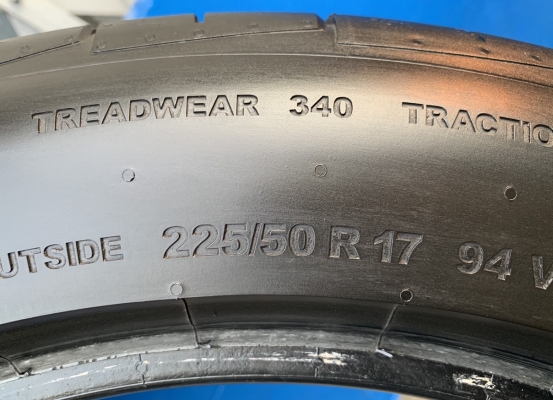 TREADWEAR 340 TRACTIO
UTSIDE 225/50 R 17 94 V